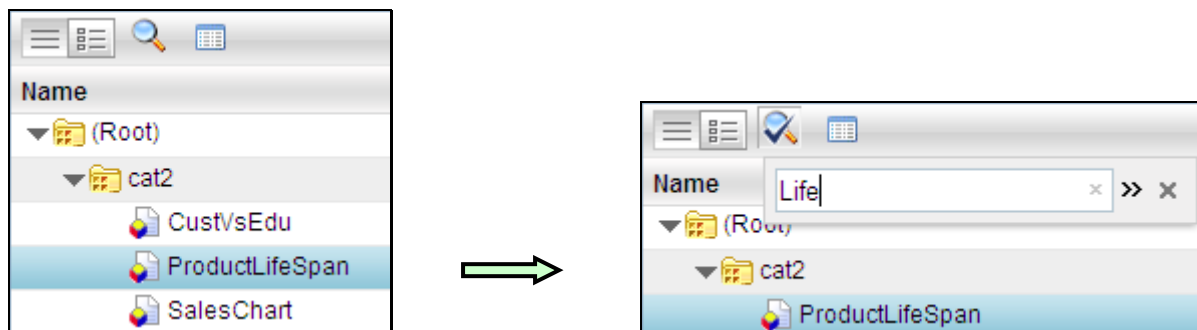 Name
(Root)
cat2
CustVsEdu
ProductLifeSpan
SalesChart
Name
Life
(Root)
cat2
ProductLifeSpan